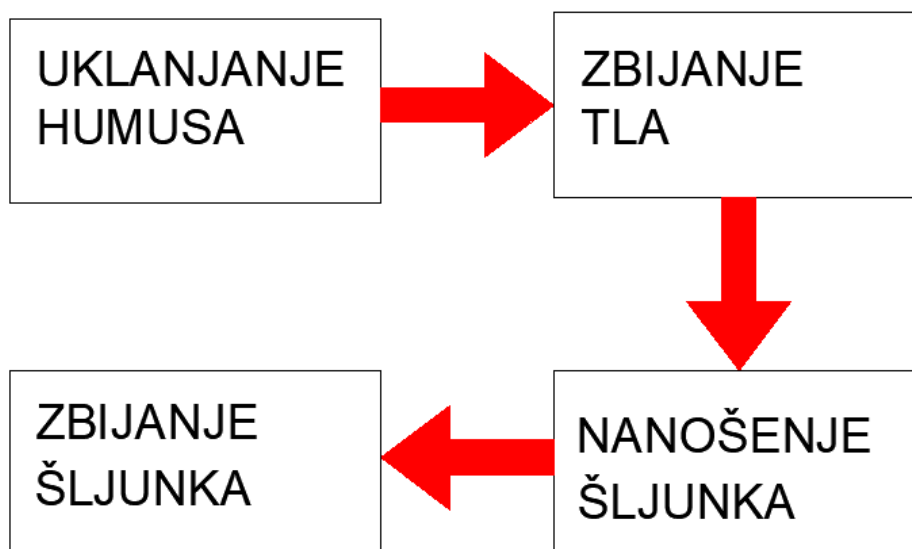 UKLANJANJE
HUMUSA
ZBIJANJE
TLA
NANOŠENJE
ŠLJUNKA
ZBIJANJE
ŠLJUNKA